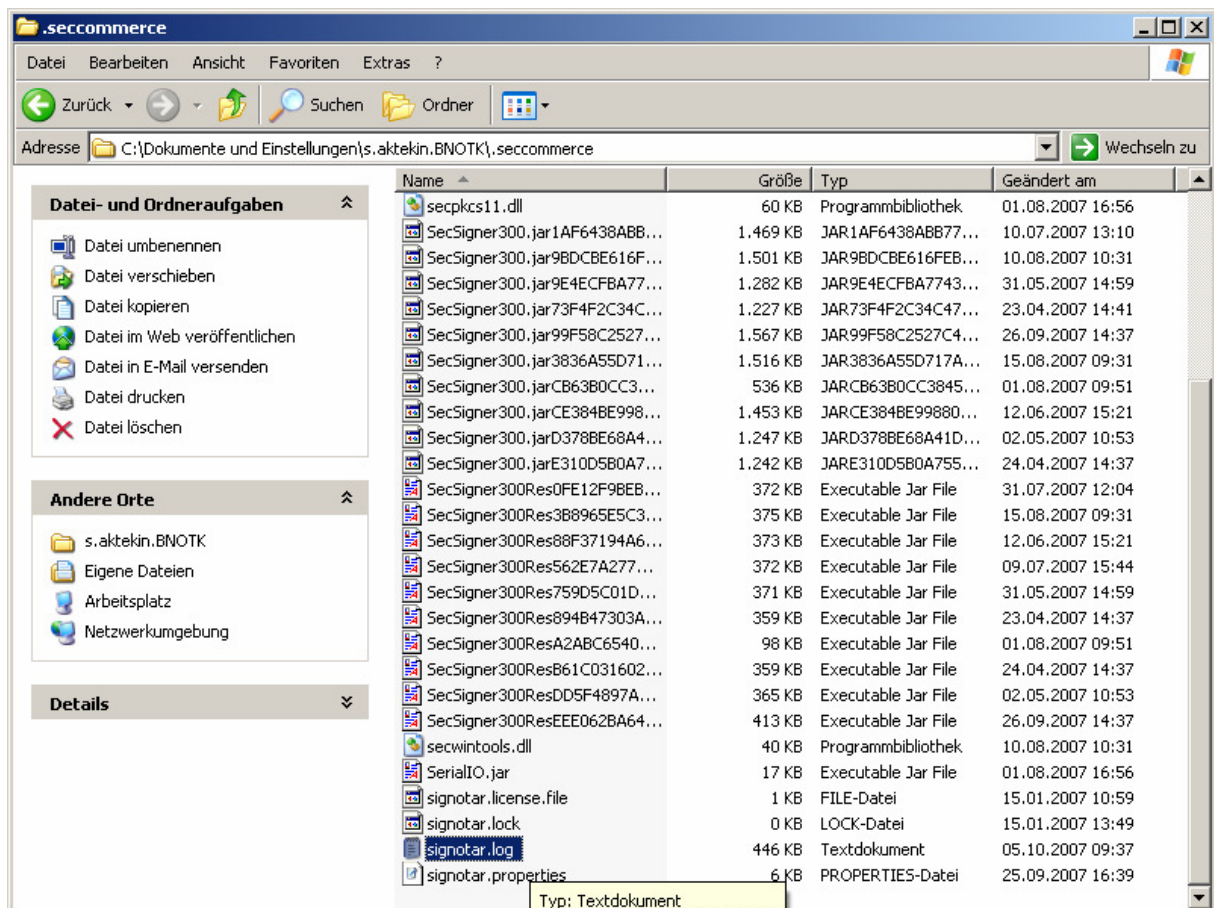 .seccommerce
Datei Bearbeiten Ansicht Favoriten Extras ?
Zurück Suchen Ordner
Adresse C:\Dokumente und Einstellungen\s.aktekin.BNOTK\.seccommerce Wechseln zu
Datei- und Ordneraufgaben
Datei umbenennen
Datei verschieben
Datei kopieren
Datei im Web veröffentlichen
Datei in E-Mail versenden
Datei drucken
Datei löschen
Andere Orte
s.aktekin.BNOTK
Eigene Dateien
Arbeitsplatz
Netzwerkumgebung
Details
Name Größe Typ Geändert am
secpkcs11.dll 60 KB Programmbibliothek 01.08.2007 16:56
SecSigner300.jar1AF6438ABB... 1.469 KB JAR1AF6438ABB77... 10.07.2007 13:10
SecSigner300.jar9BDCBE616F... 1.501 KB JAR9BDCBE616FEB... 10.08.2007 10:31
SecSigner300.jar9E4ECFBA77... 1.282 KB JAR9E4ECFBA7743... 31.05.2007 14:59
SecSigner300.jar73F4F2C34C... 1.227 KB JAR73F4F2C34C47... 23.04.2007 14:41
SecSigner300.jar99F58C2527... 1.567 KB JAR99F58C2527C4... 26.09.2007 14:37
SecSigner300.jar3836A55D71... 1.516 KB JAR3836A55D717A... 15.08.2007 09:31
SecSigner300.jarCB63B0CC3... 536 KB JARCB63B0CC3845... 01.08.2007 09:51
SecSigner300.jarCE384BE998... 1.453 KB JARCE384BE99880... 12.06.2007 15:21
SecSigner300.jarD378BE68A4... 1.247 KB JARD378BE68A41D... 02.05.2007 10:53
SecSigner300.jarE310D5B0A7... 1.242 KB JARE310D5B0A755... 24.04.2007 14:37
SecSigner300Res0FE12F9BEB... 372 KB Executable Jar File 31.07.2007 12:04
SecSigner300Res3B8965E5C3... 375 KB Executable Jar File 15.08.2007 09:31
SecSigner300Res88F37194A6... 373 KB Executable Jar File 12.06.2007 15:21
SecSigner300Res562E7A277... 372 KB Executable Jar File 09.07.2007 15:44
SecSigner300Res759D5C01D... 371 KB Executable Jar File 31.05.2007 14:59
SecSigner300Res894B47303A... 359 KB Executable Jar File 23.04.2007 14:37
SecSigner300ResA2ABC6540... 98 KB Executable Jar File 01.08.2007 09:51
SecSigner300ResB61C031602... 359 KB Executable Jar File 24.04.2007 14:37
SecSigner300ResDD5F4897A... 365 KB Executable Jar File 02.05.2007 10:53
SecSigner300ResEEE062BA64... 413 KB Executable Jar File 26.09.2007 14:37
secwintools.dll 40 KB Programmbibliothek 10.08.2007 10:31
SerialIO.jar 17 KB Executable Jar File 01.08.2007 16:56
signotar.license.file 1 KB FILE-Datei 15.01.2007 10:59
signotar.lock 0 KB LOCK-Datei 15.01.2007 13:49
signotar.log 446 KB Textdokument 05.10.2007 09:37
signotar.properties 6 KB PROPERTIES-Datei 25.09.2007 16:39
Typ: Textdokument